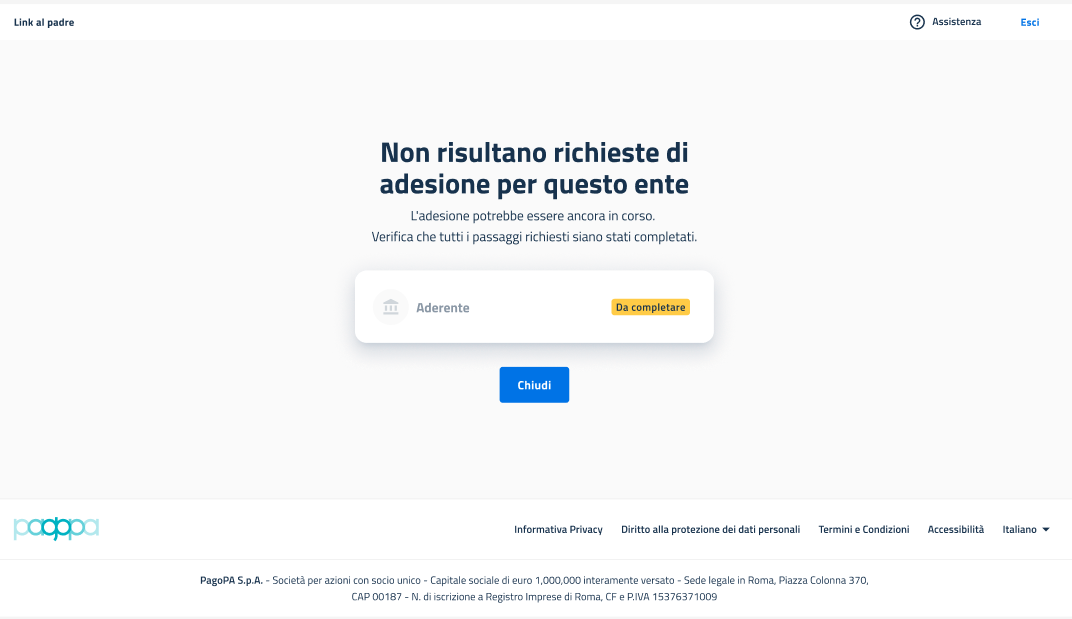 Link al padre
Assistenza
Esci
Non risultano richieste di
adesione per questo ente
L'adesione potrebbe essere ancora in corso.
Verifica che tutti i passaggi richiesti siano stati completati.
Aderente
Da completare
Chiudi
pagopa
Informativa Privacy
Diritto alla protezione dei dati personali
Termini e Condizioni
Accessibilità
Italiano
PagoPA S.p.A. - Società per azioni con socio unico - Capitale sociale di euro 1,000,000 interamente versato - Sede legale in Roma, Piazza Colonna 370,
CAP 00187 - N. di iscrizione a Registro Imprese di Roma, CF e P.IVA 15376371009